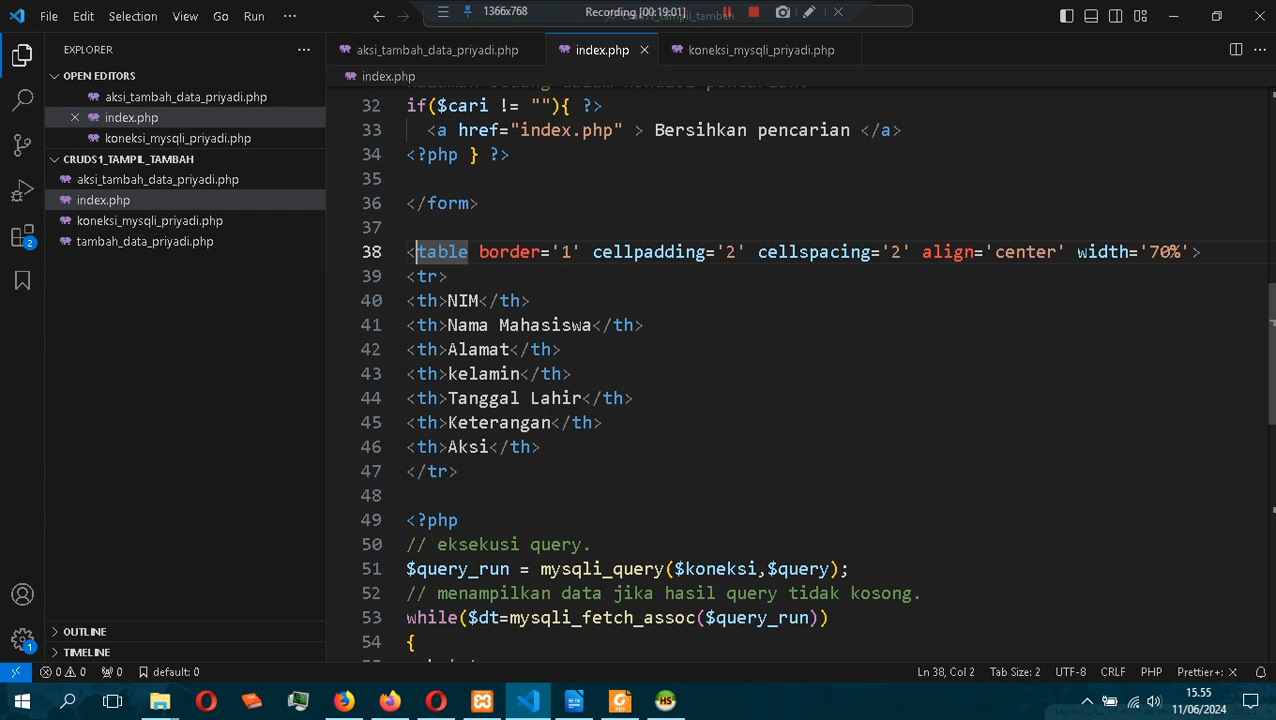 File Edit Selection View Go Run ···
1366x768 Recording [00:19:01]
EXPLORER ···
OPEN EDITORS
aksi_tambah_data_priyadi.php
index.php
koneksi_mysqli_priyadi.php
CRUDS1_TAMPIL_TAMBAH
aksi_tambah_data_priyadi.php
index.php
koneksi_mysqli_priyadi.php
tambah_data_priyadi.php
OUTLINE
TIMELINE
aksi_tambah_data_priyadi.php index.php koneksi_mysqli_priyadi.php ···
index.php
32 if($cari != ""){ ?>
33 <a href="index.php" > Bersihkan pencarian </a>
34 <?php } ?>
35
36 </form>
37
38 <table border='1' cellpadding='2' cellspacing='2' align='center' width='70%'>
39 <tr>
40 <th>NIM</th>
41 <th>Nama Mahasiswa</th>
42 <th>Alamat</th>
43 <th>kelamin</th>
44 <th>Tanggal Lahir</th>
45 <th>Keterangan</th>
46 <th>Aksi</th>
47 </tr>
48
49 <?php
50 // eksekusi query.
51 $query_run = mysqli_query($koneksi,$query);
52 // menampilkan data jika hasil query tidak kosong.
53 while($dt=mysqli_fetch_assoc($query_run))
54 {
2
1
0 0 0 default: 0 Ln 38, Col 2 Tab Size: 2 UTF-8 CRLF PHP Prettier+
HS
15.55
11/06/2024